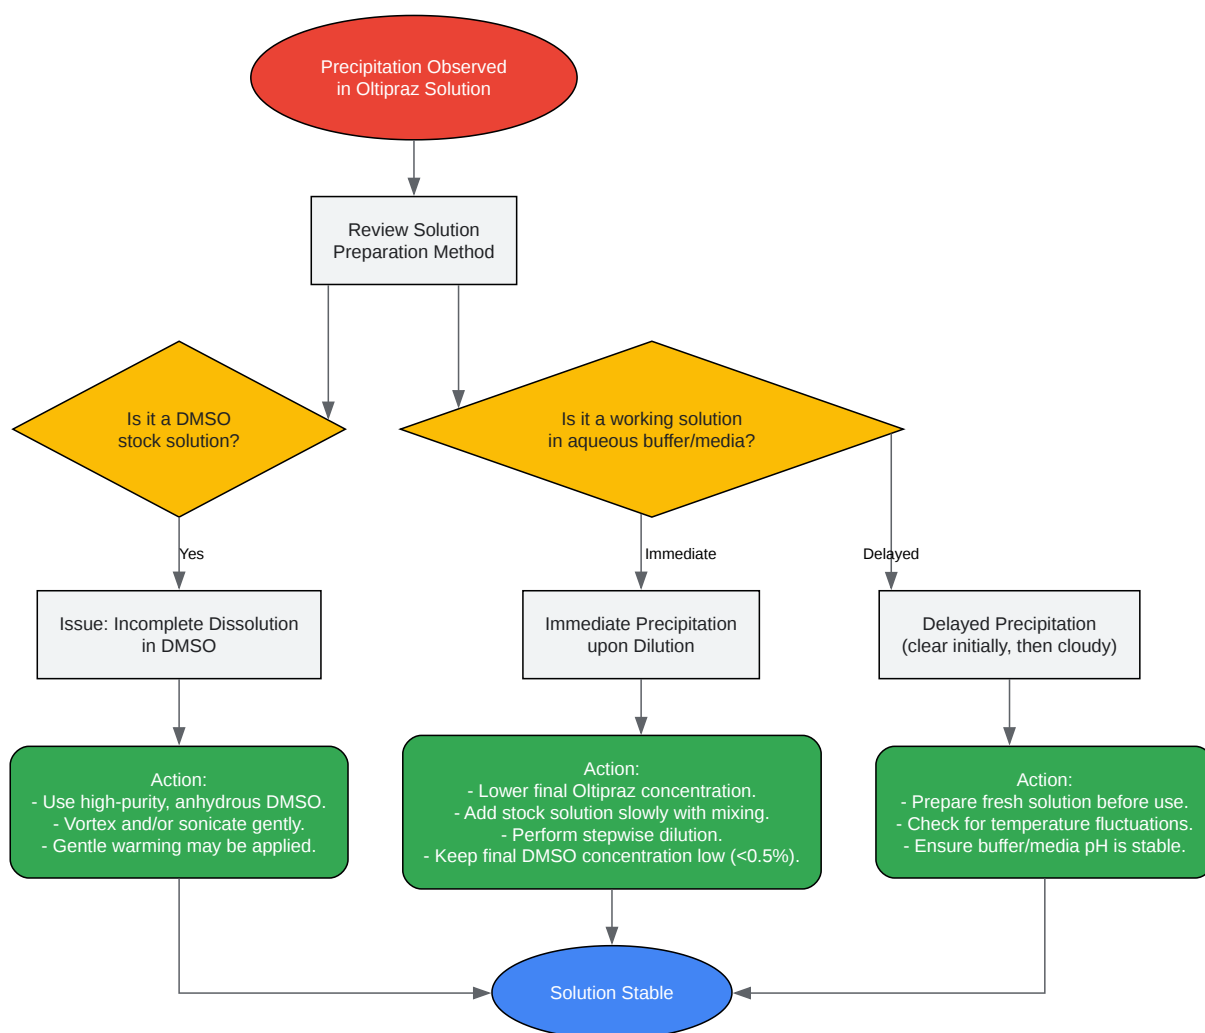 Precipitation Observed
in Oltipraz Solution
Review Solution
Preparation Method
Is it a DMSO
stock solution?
Is it a working solution
in aqueous buffer/media?
Yes
Immediate
Delayed
Issue: Incomplete Dissolution
in DMSO
Immediate Precipitation
upon Dilution
Delayed Precipitation
(clear initially, then cloudy)
Action:
- Use high-purity, anhydrous DMSO.
- Vortex and/or sonicate gently.
- Gentle warming may be applied.
Action:
- Lower final Oltipraz concentration.
- Add stock solution slowly with mixing.
- Perform stepwise dilution.
- Keep final DMSO concentration low (<0.5%).
Action:
- Prepare fresh solution before use.
- Check for temperature fluctuations.
- Ensure buffer/media pH is stable.
Solution Stable